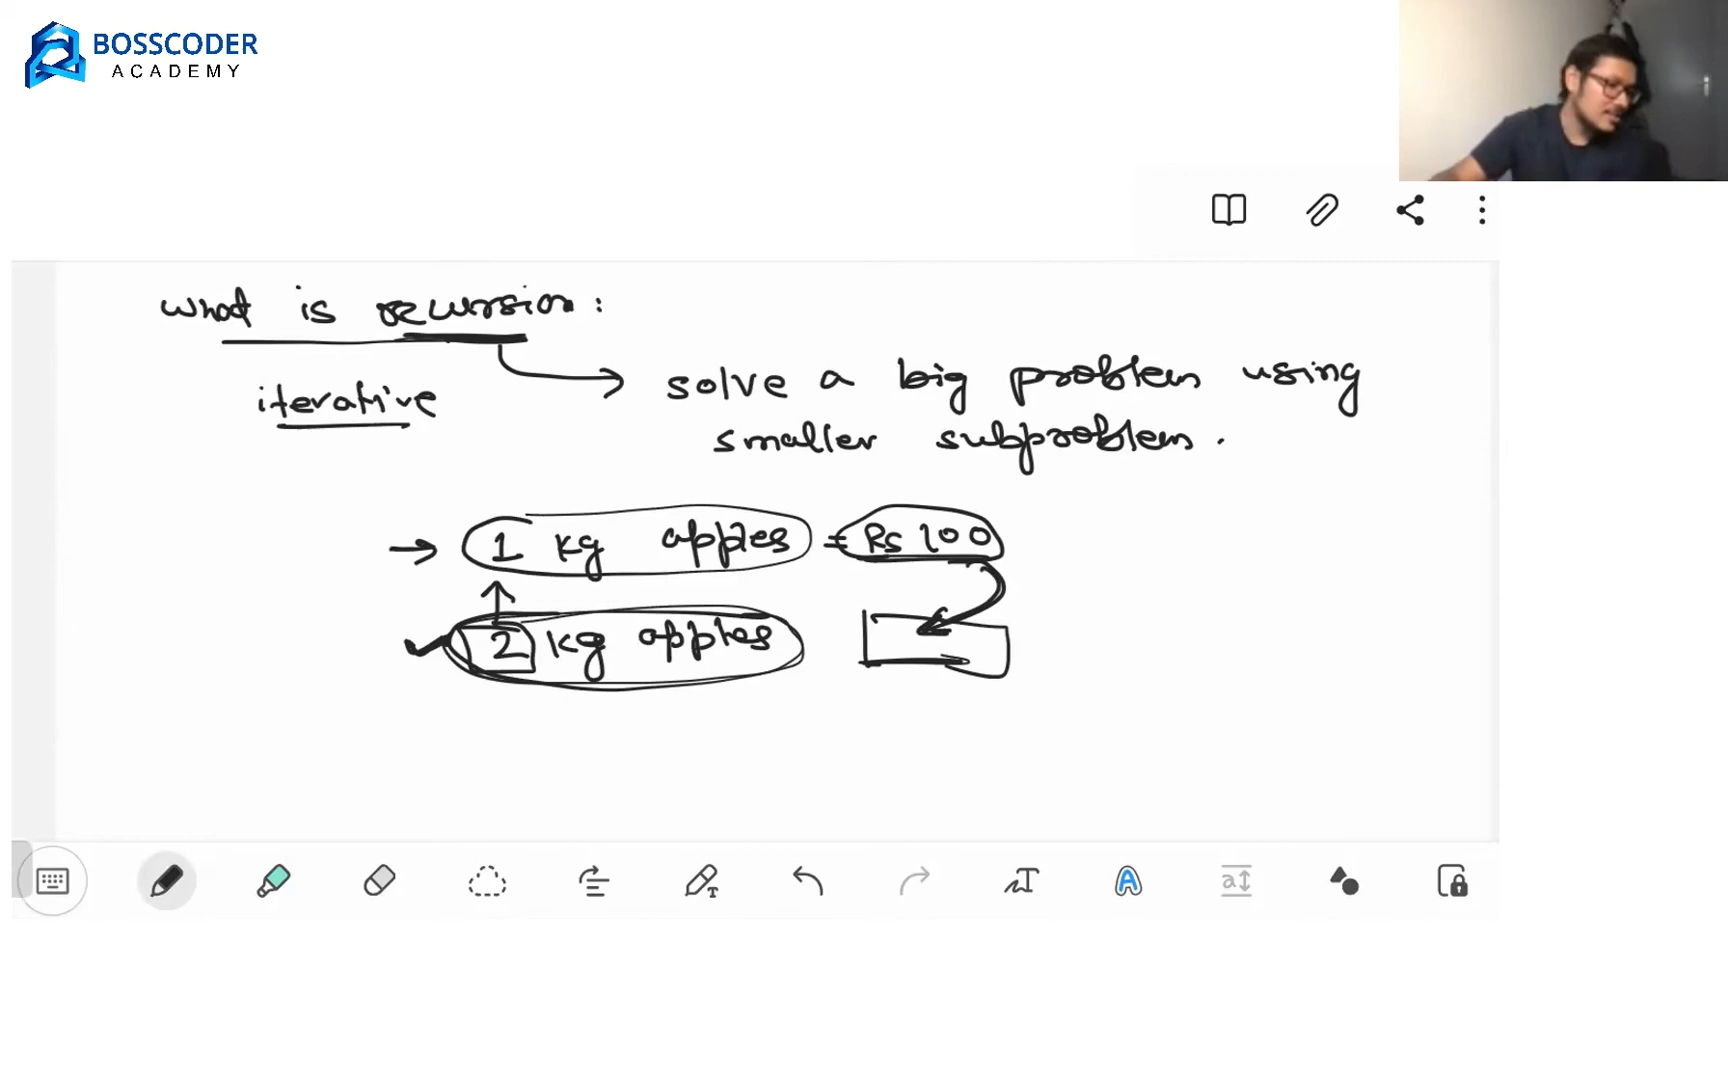 BOSSCODER
ACADEMY
what is recursion:
iterative
solve a big problem using
smaller subproblem.
→ 1 kg apples = Rs 100
2 kg apples